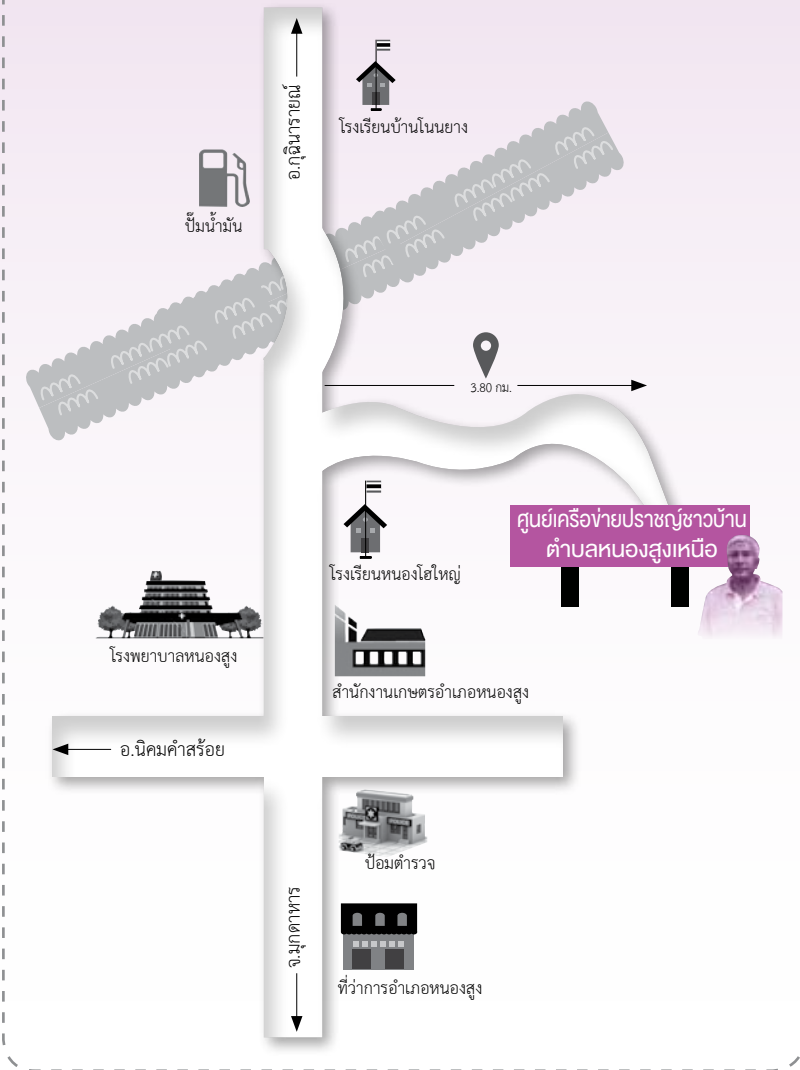 อ.กุฉินารายณ์
โรงเรียนบ้านโนนยาง
ปั๊มน้ำมัน
3.80 กม.
ศูนย์เครือข่ายปราชญ์ชาวบ้าน
ตำบลหนองสูงเหนือ
โรงเรียนหนองโฮใหญ่
โรงพยาบาลหนองสูง
สำนักงานเกษตรอำเภอหนองสูง
อ.นิคมคำสร้อย
ป้อมตำรวจ
จ.มุกดาหาร
ที่ว่าการอำเภอหนองสูง